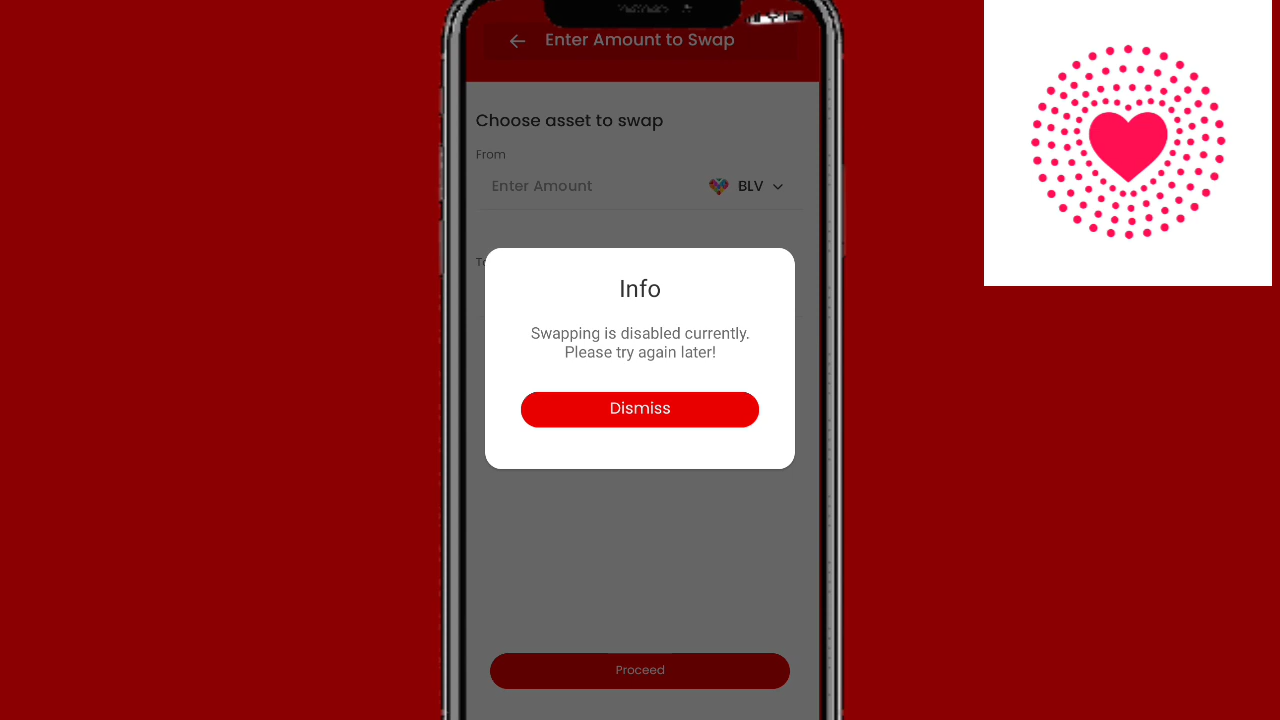 Enter Amount to Swap
Choose asset to swap
From
Enter Amount
BLV
Info
Swapping is disabled currently.
Please try again later!
Dismiss
Proceed